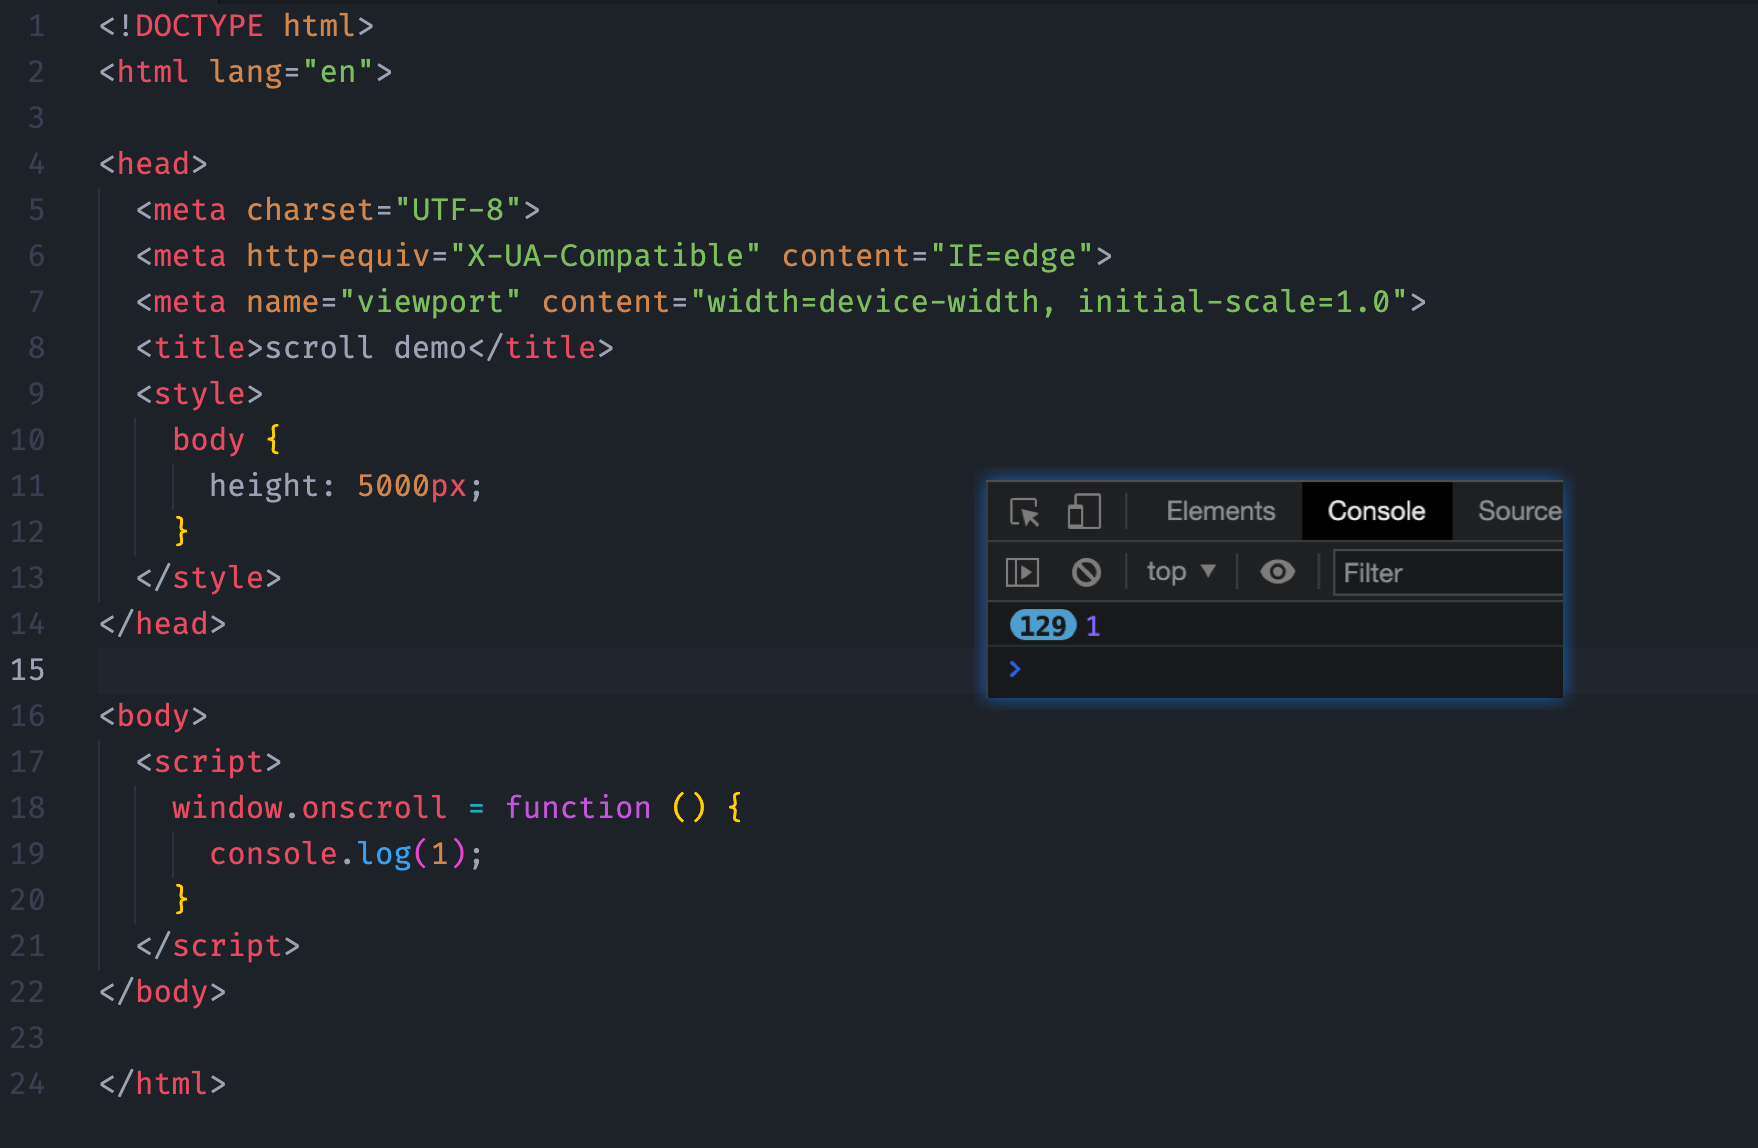 1 <!DOCTYPE html>
2 <html lang="en">
3
4 <head>
5   <meta charset="UTF-8">
6   <meta http-equiv="X-UA-Compatible" content="IE=edge">
7   <meta name="viewport" content="width=device-width, initial-scale=1.0">
8   <title>scroll demo</title>
9   <style>
10     body {
11       height: 5000px;
12     }
13   </style>
14 </head>
15
16 <body>
17   <script>
18     window.onscroll = function () {
19       console.log(1);
20     }
21   </script>
22 </body>
23
24 </html>
Elements Console Source
top Filter
129 1